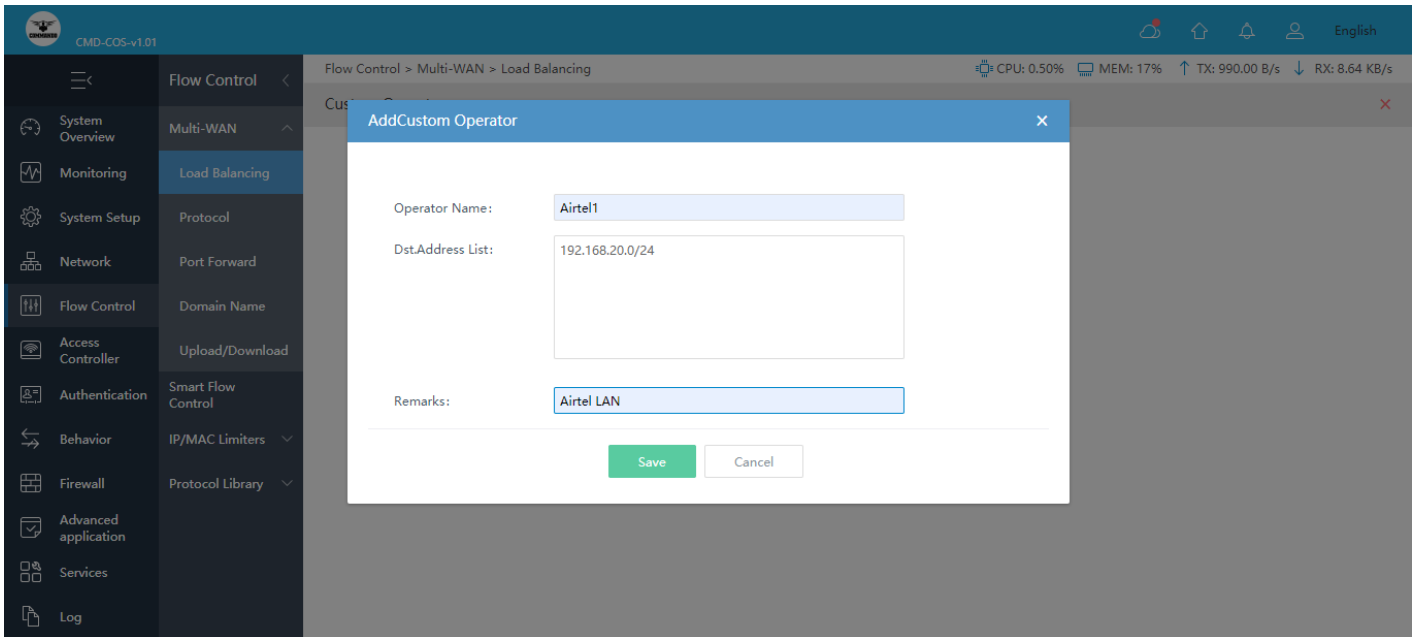 COMMANDO
CMD-COS-v1.01
English
Flow Control
Flow Control > Multi-WAN > Load Balancing
CPU: 0.50% MEM: 17% TX: 990.00 B/s RX: 8.64 KB/s
AddCustom Operator
System
Overview
Monitoring
System Setup
Network
Flow Control
Access
Controller
Authentication
Behavior
Firewall
Advanced
application
Services
Log
Multi-WAN
Load Balancing
Protocol
Port Forward
Domain Name
Upload/Download
Smart Flow
Control
IP/MAC Limiters
Protocol Library
Operator Name: Airtel1
Dst.Address List: 192.168.20.0/24
Remarks: Airtel LAN
Save Cancel